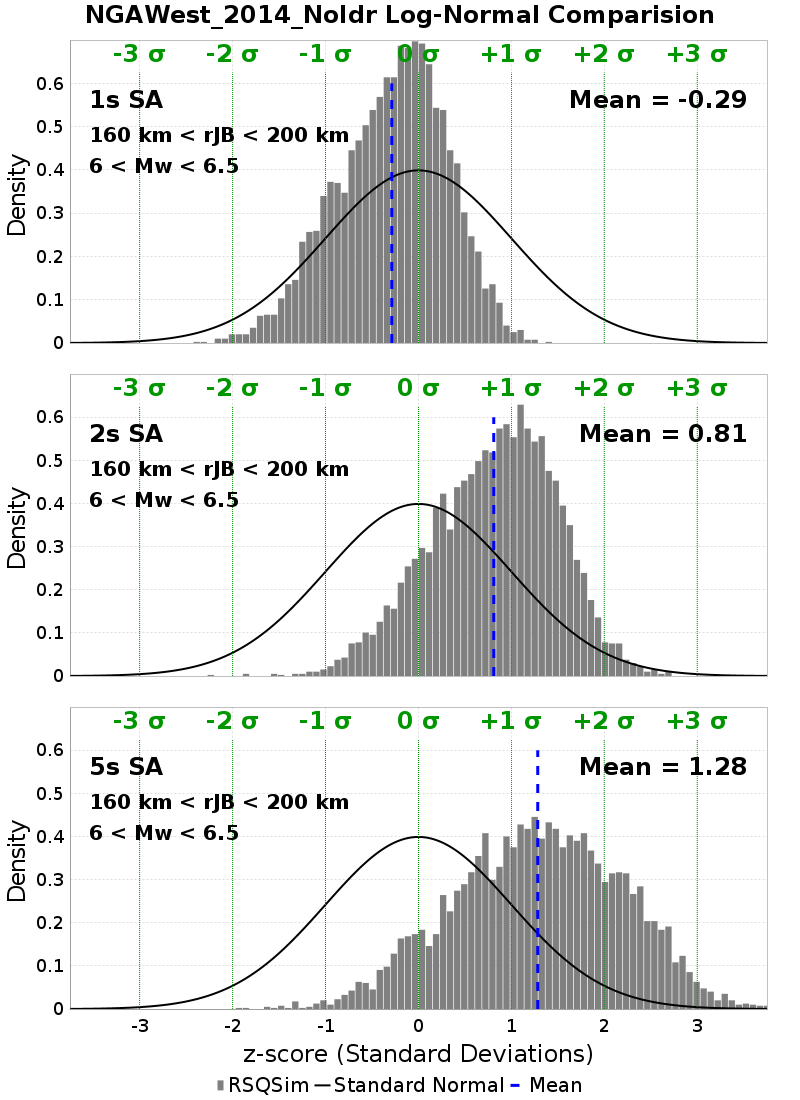 NGAWest_2014_NoIdr Log-Normal Comparision
-3 σ -2 σ -1 σ 0 σ +1 σ +2 σ +3 σ
1s SA Mean = -0.29
160 km < rJB < 200 km
6 < Mw < 6.5
Density
0.6
0.5
0.4
0.3
0.2
0.1
0
-3 σ -2 σ -1 σ 0 σ +1 σ +2 σ +3 σ
2s SA Mean = 0.81
160 km < rJB < 200 km
6 < Mw < 6.5
Density
0.6
0.5
0.4
0.3
0.2
0.1
0
-3 σ -2 σ -1 σ 0 σ +1 σ +2 σ +3 σ
5s SA Mean = 1.28
160 km < rJB < 200 km
6 < Mw < 6.5
Density
0.6
0.5
0.4
0.3
0.2
0.1
0
-3 -2 -1 0 1 2 3
z-score (Standard Deviations)
RSQSim Standard Normal Mean